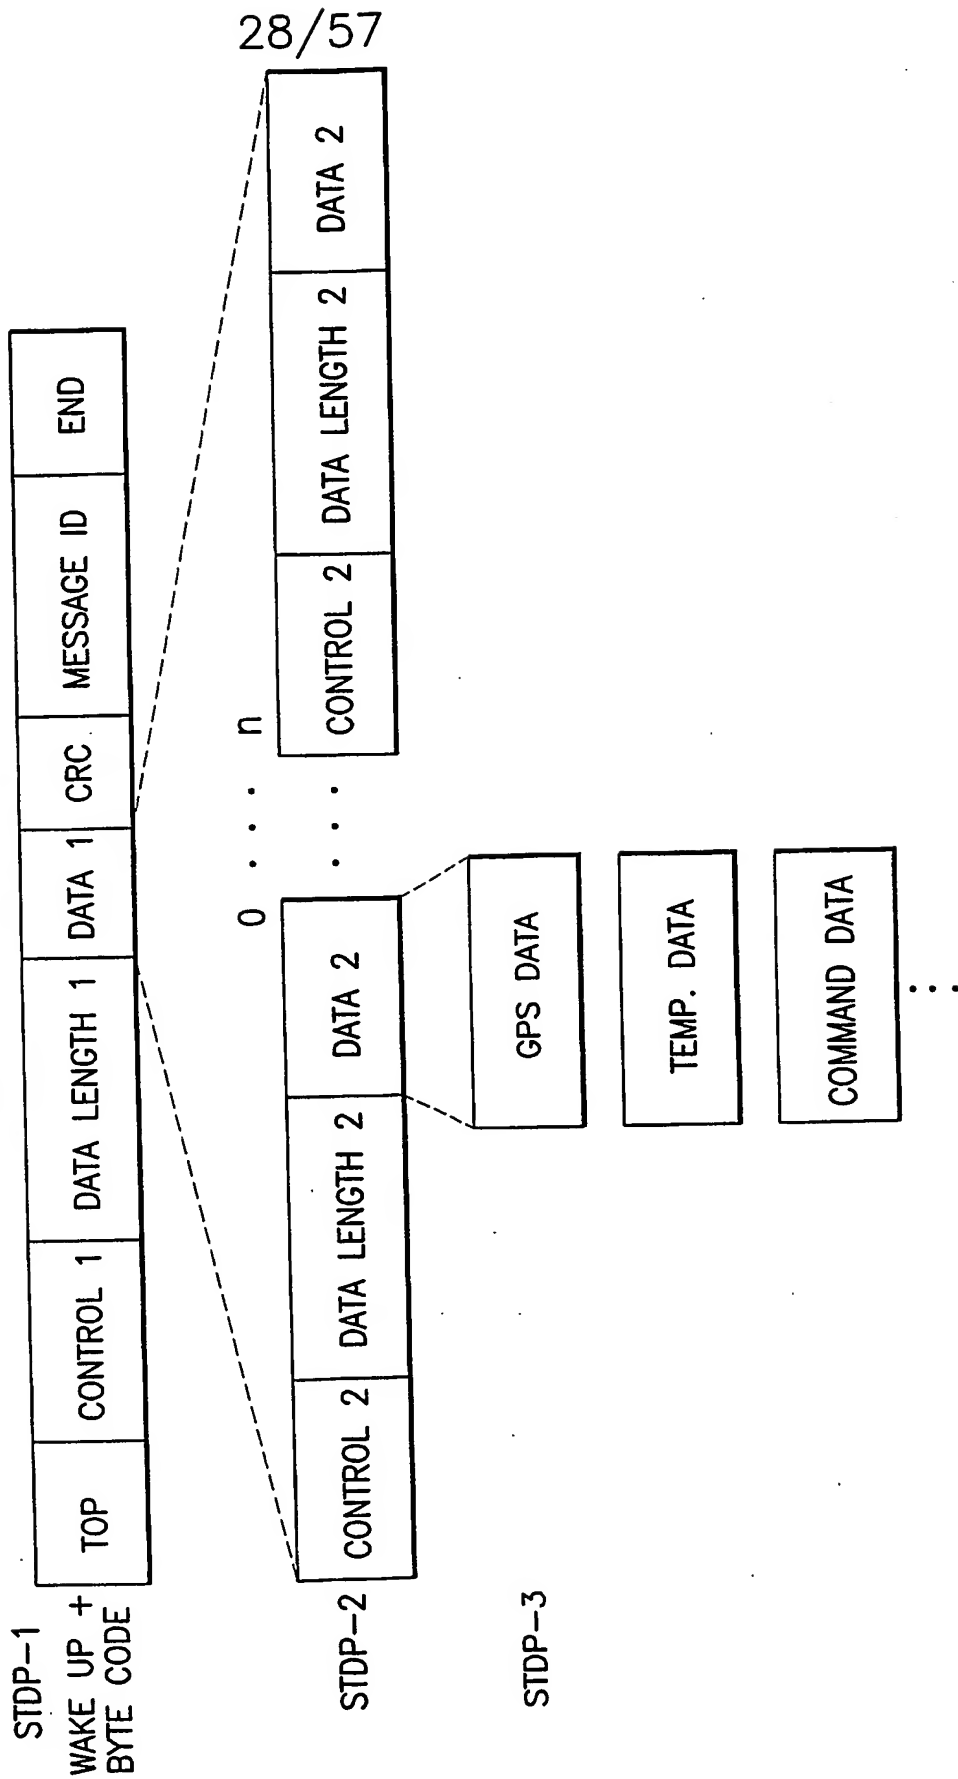 28/57
STDP-1
WAKE UP +
BYTE CODE
TOP
CONTROL 1
DATA LENGTH 1
DATA 1
CRC
MESSAGE ID
END
0 . . . n
STDP-2
CONTROL 2
DATA LENGTH 2
DATA 2
. . .
CONTROL 2
DATA LENGTH 2
DATA 2
STDP-3
GPS DATA
TEMP. DATA
COMMAND DATA
. . .